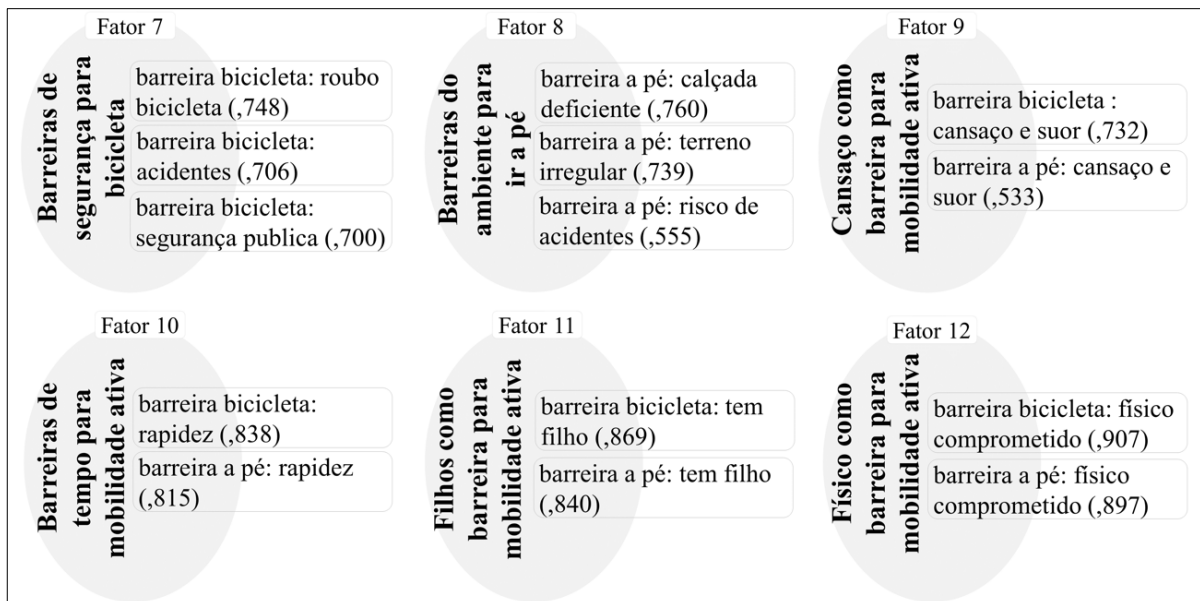 Fator 7
Barreiras de
segurança para
bicicleta
barreira bicicleta: roubo
bicicleta (,748)
barreira bicicleta:
acidentes (,706)
barreira bicicleta:
segurança publica (,700)
Fator 8
Barreiras do
ambiente para
ir a pé
barreira a pé: calçada
deficiente (,760)
barreira a pé: terreno
irregular (,739)
barreira a pé: risco de
acidentes (,555)
Fator 9
Cansaço como
barreira para
mobilidade ativa
barreira bicicleta :
cansaço e suor (,732)
barreira a pé: cansaço e
suor (,533)
Fator 10
Barreiras de
tempo para
mobilidade ativa
barreira bicicleta:
rapidez (,838)
barreira a pé: rapidez
(,815)
Fator 11
Filhos como
barreira para
mobilidade ativa
barreira bicicleta: tem
filho (,869)
barreira a pé: tem filho
(,840)
Fator 12
Físico como
barreira para
mobilidade ativa
barreira bicicleta: físico
comprometido (,907)
barreira a pé: físico
comprometido (,897)